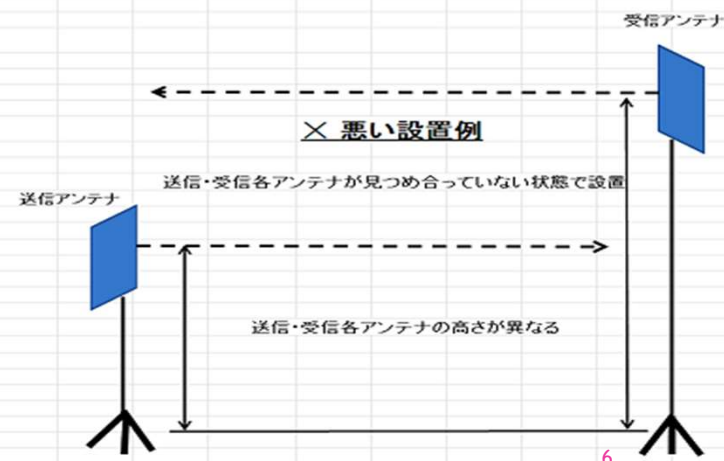 受信アンテナ
× 悪い設置例
送信・受信各アンテナが見つめ合っていない状態で設置
送信アンテナ
送信・受信各アンテナの高さが異なる
6